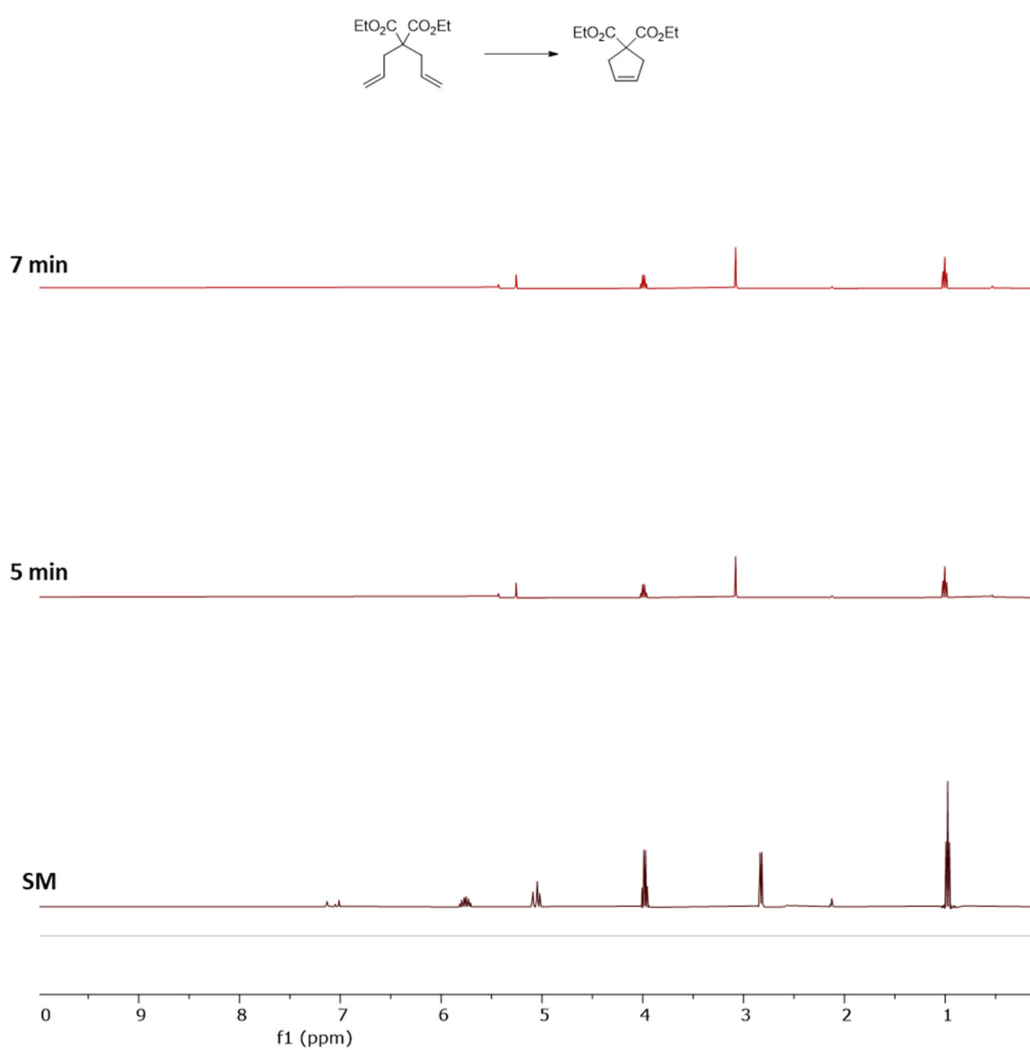 EtO₂C CO₂Et EtO₂C CO₂Et
7 min
5 min
SM
0 9 8 7 6 5 4 3 2 1
f1 (ppm)